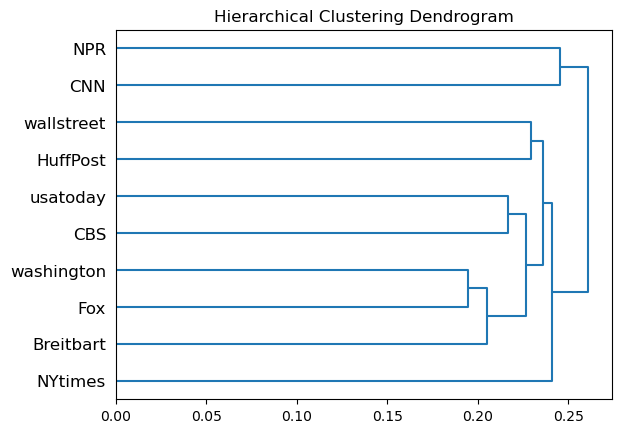 Hierarchical Clustering Dendrogram
NPR
CNN
wallstreet
HuffPost
usatoday
CBS
washington
Fox
Breitbart
NYtimes
0.00 0.05 0.10 0.15 0.20 0.25